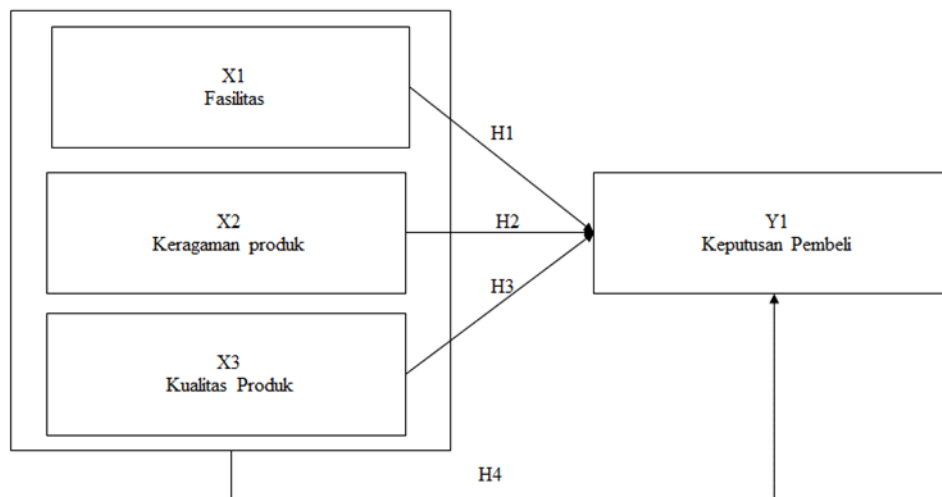 X1
Fasilitas
H1
X2
Keragaman produk
H2
Y1
Keputusan Pembeli
H3
X3
Kualitas Produk
H4